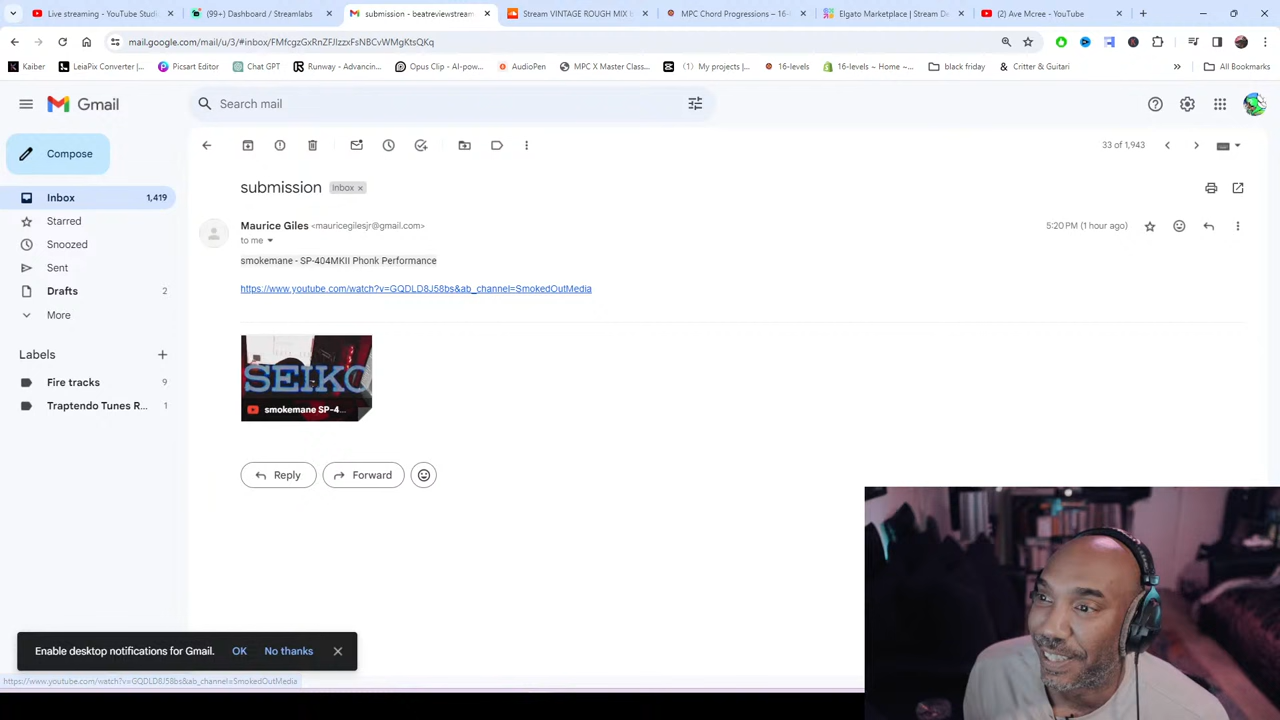 Live streaming - YouTube Studi
(99+) Dashboard / Streamlabs
submission - beatreviewstream
Stream VINTAGE ROUGH MIX B
MPC Chord Progressions – 16-
Elgato Marketplace | Stream De
(2) Ave Mcree - YouTube
mail.google.com/mail/u/3/#inbox/FMfcgzGxRnZFJlzzxFsNBCvWMgKtsQKq
Kaiber
LeiaPix Converter |...
Picsart Editor
Chat GPT
Runway - Advancin...
Opus Clip - AI-pow...
AudioPen
MPC X Master Class...
(1) My projects |...
16-levels
16-levels ~ Home ~...
black friday
Critter & Guitari
All Bookmarks
Gmail
Search mail
Compose
33 of 1,943
Inbox 1,419
Starred
Snoozed
Sent
Drafts 2
More
Labels
Fire tracks 9
Traptendo Tunes R... 1
submission Inbox ×
Maurice Giles <mauricegilesjr@gmail.com>
5:20 PM (1 hour ago)
to me
smokemane - SP-404MKII Phonk Performance
https://www.youtube.com/watch?v=GQDLD8J58bs&ab_channel=SmokedOutMedia
SEIKO
smokemane SP-4...
Reply
Forward
Enable desktop notifications for Gmail. OK No thanks
https://www.youtube.com/watch?v=GQDLD8J58bs&ab_channel=SmokedOutMedia